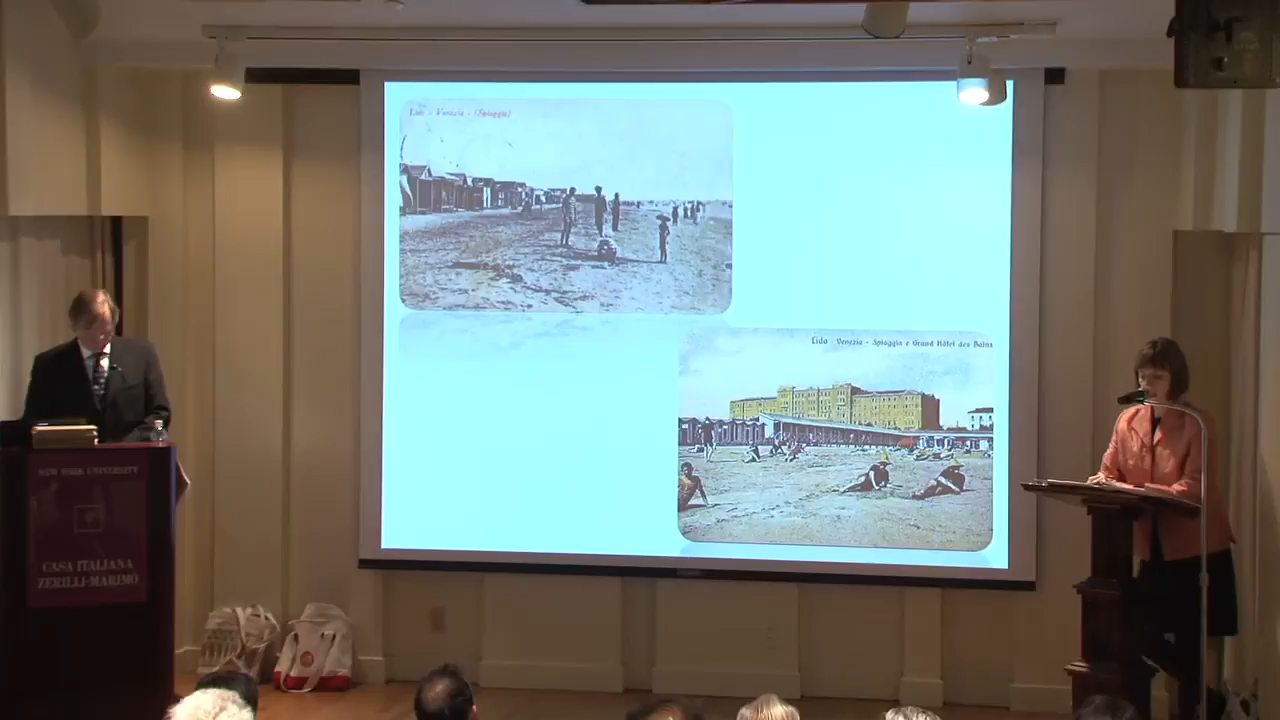 Lido - Venezia - (Spiaggia)
Lido - Venezia - Spiaggia e Grand Hôtel des Bains
NEW YORK UNIVERSITY
CASA ITALIANA
ZERILLI-MARIMÒ